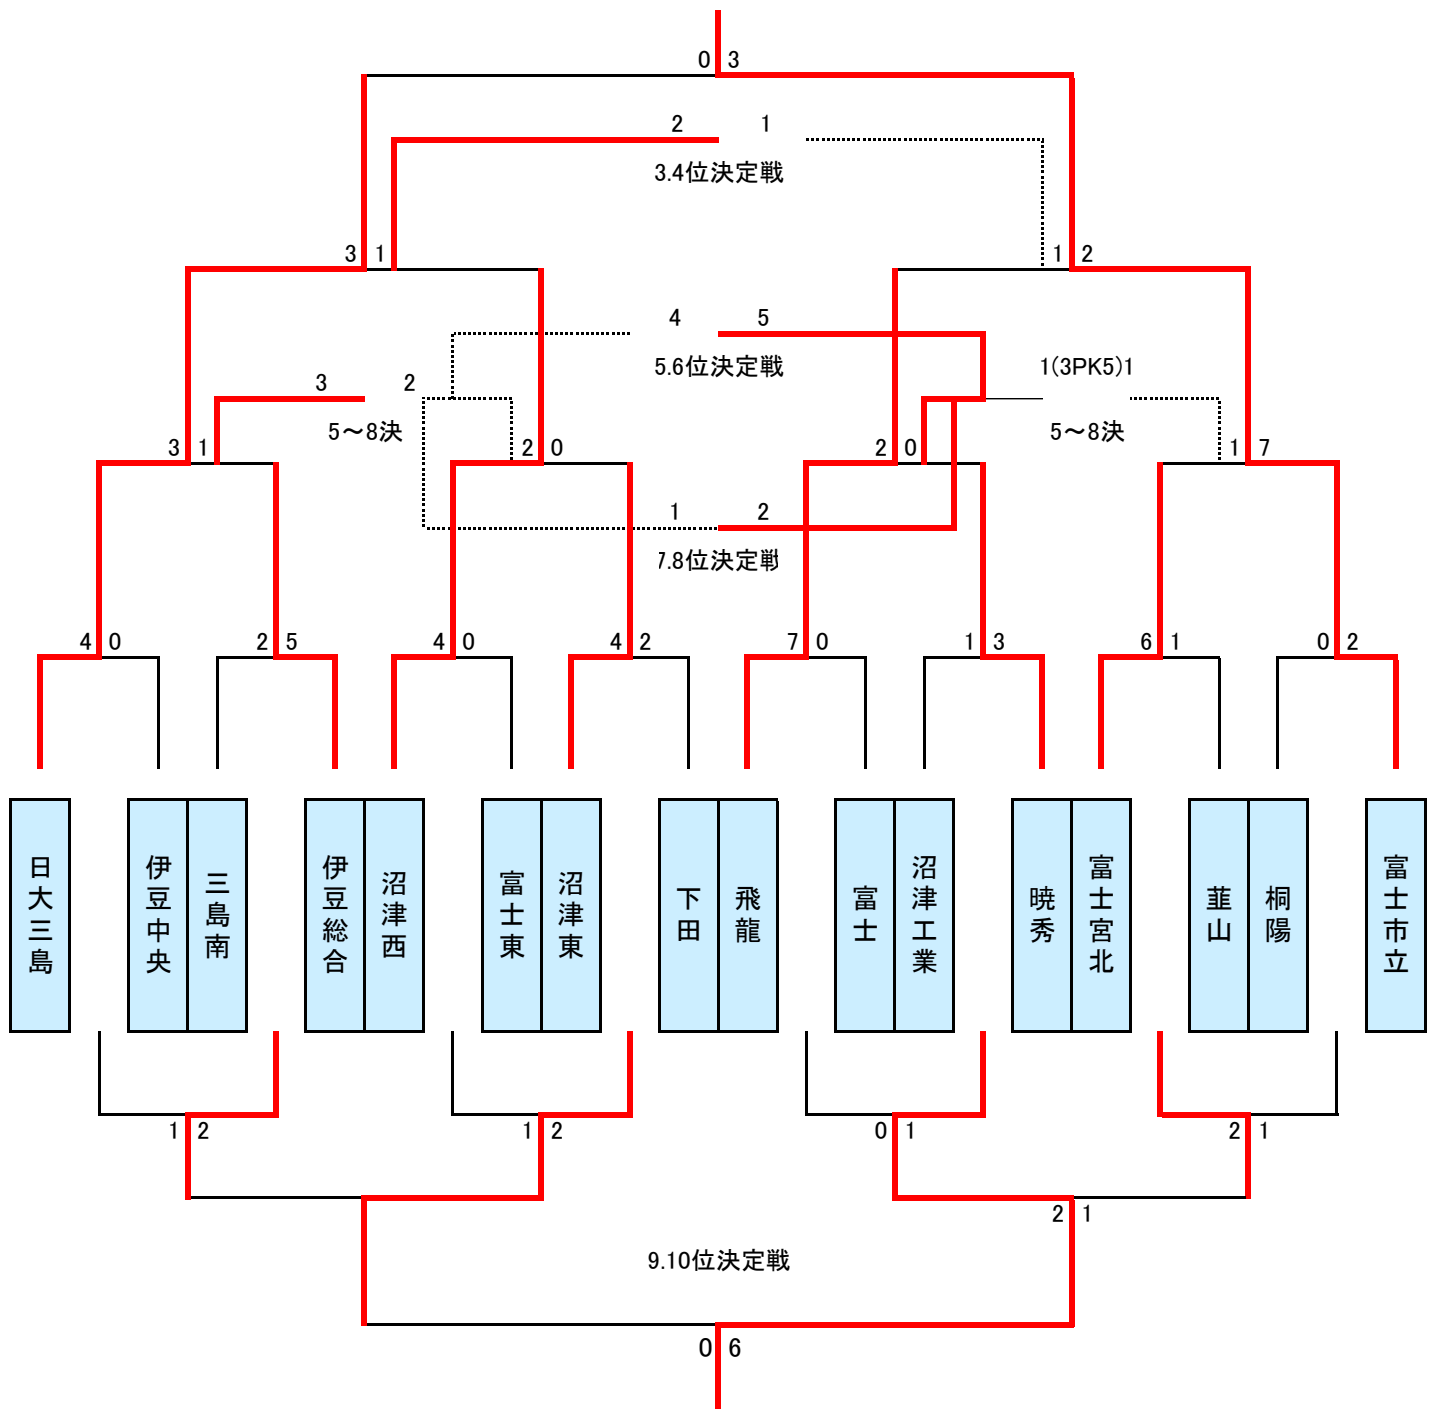 0 3
2 1
3.4位決定戦
3 1 1 2
4 5
5.6位決定戦 1(3PK5)1
3 2
5～8決 5～8決
3 1 2 0 2 0 1 7
1 2
7.8位決定戦
4 0 2 5 4 0 4 2 7 0 1 3 6 1 0 2
日大三島
伊豆中央
三島南
伊豆総合
沼津西
富士東
沼津東
下田
飛龍
富士
沼津工業
暁秀
富士宮北
韮山
桐陽
富士市立
1 2 1 2 0 1 2 1
2 1
9.10位決定戦
0 6